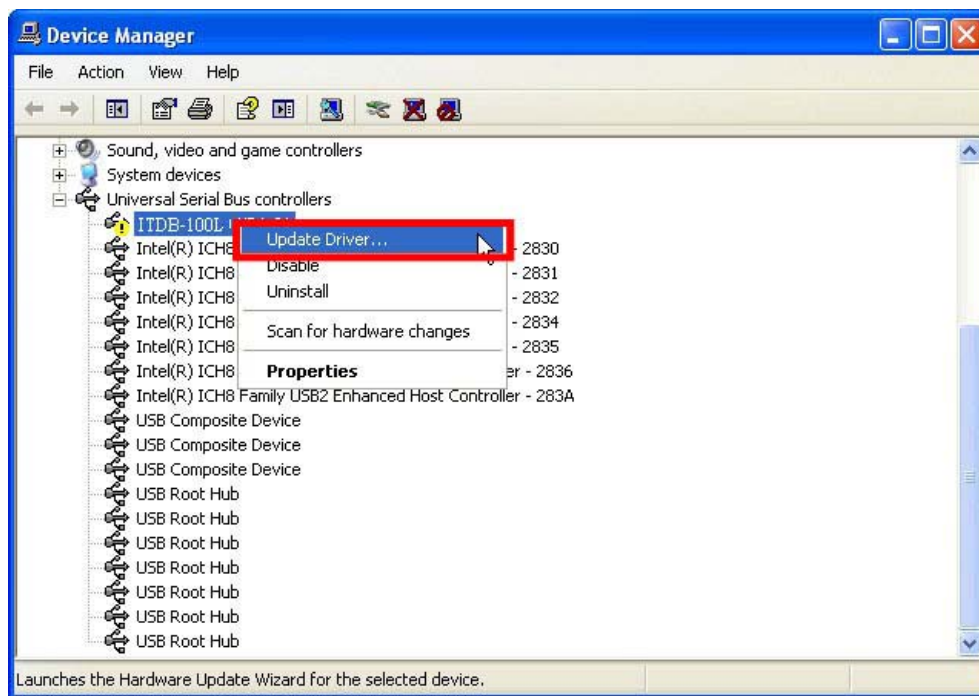 Device Manager
File Action View Help
Sound, video and game controllers
System devices
Universal Serial Bus controllers
ITDB-100L
Update Driver...
Intel(R) ICH8 - 2830
Disable
Intel(R) ICH8 - 2831
Uninstall
Intel(R) ICH8 - 2832
Intel(R) ICH8 - 2834
Scan for hardware changes
Intel(R) ICH8 - 2835
Intel(R) ICH8 er - 2836
Properties
Intel(R) ICH8 Family USB2 Enhanced Host Controller - 283A
USB Composite Device
USB Composite Device
USB Composite Device
USB Root Hub
USB Root Hub
USB Root Hub
USB Root Hub
USB Root Hub
USB Root Hub
USB Root Hub
Launches the Hardware Update Wizard for the selected device.